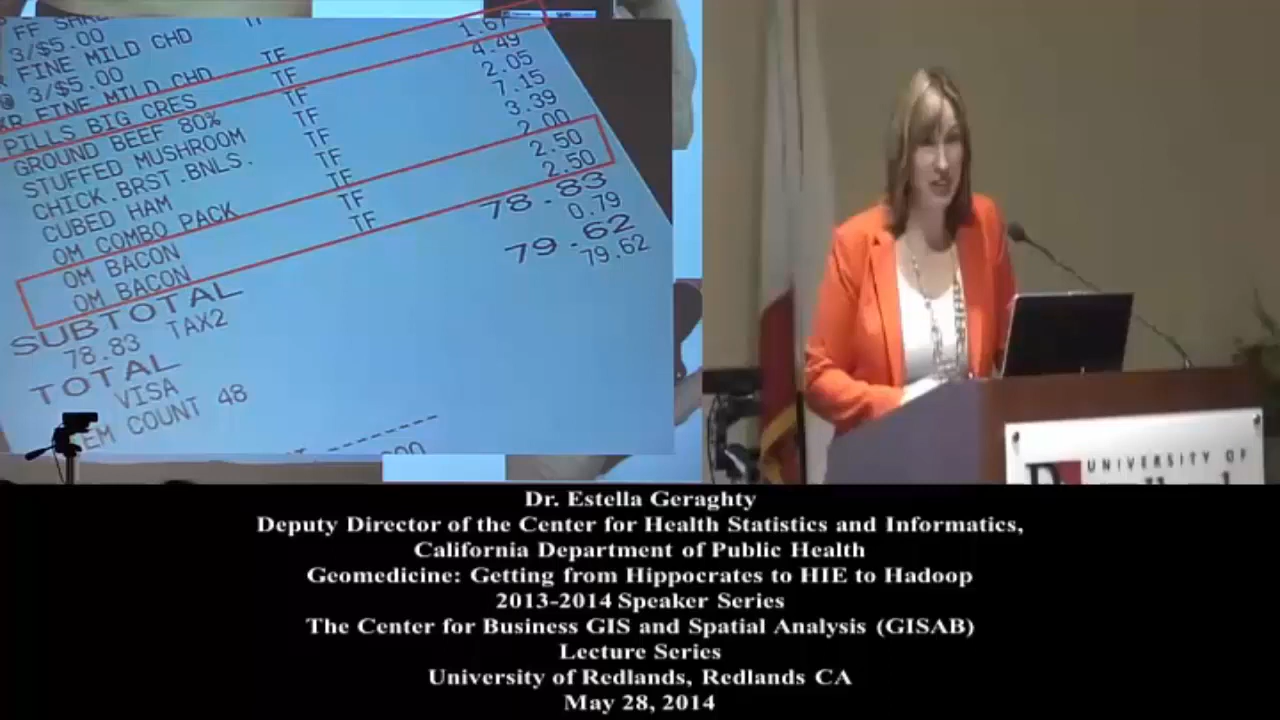 FF SHRE
3/$5.00
FINE MILD CHD
@ 3/$5.00
KR FINE MILD CHD TF 1.67
PILLS BIG CRES TF 4.49
GROUND BEEF 80% TF 2.05
STUFFED MUSHROOM TF 7.15
CHICK.BRST.BNLS. TF 3.39
CUBED HAM TF 2.00
OM COMBO PACK TF 2.50
OM BACON TF 2.50
OM BACON TF
SUBTOTAL 78.83
78.83 TAX2 0.79
TOTAL 79.62
VISA 79.62
EM COUNT 48
UNIVERSITY OF
Dr. Estella Geraghty
Deputy Director of the Center for Health Statistics and Informatics,
California Department of Public Health
Geomedicine: Getting from Hippocrates to HIE to Hadoop
2013-2014 Speaker Series
The Center for Business GIS and Spatial Analysis (GISAB)
Lecture Series
University of Redlands, Redlands CA
May 28, 2014